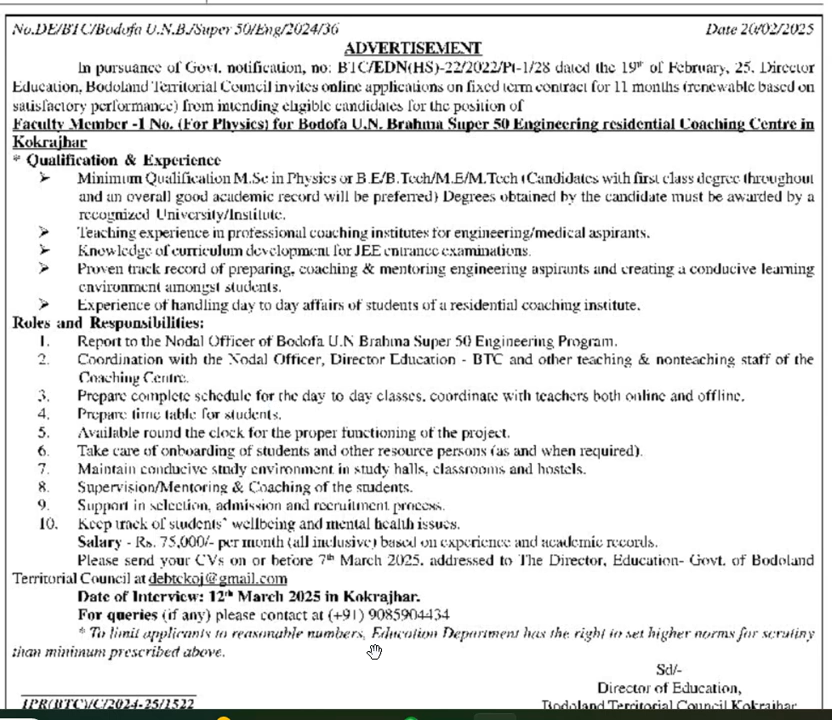 No.DE/BTC/Bodofa U.N.B./Super 50/Eng/2024/36 Date 20/02/2025
ADVERTISEMENT
In pursuance of Govt. notification, no: BTC/EDN(HS)-22/2022/Pt-1/28 dated the 19th of February, 25. Director
Education, Bodoland Territorial Council invites online applications on fixed term contract for 11 months (renewable based on
satisfactory performance) from intending eligible candidates for the position of
Faculty Member -1 No. (For Physics) for Bodofa U.N. Brahma Super 50 Engineering residential Coaching Centre in
Kokrajhar
* Qualification & Experience
➢ Minimum Qualification M.Sc in Physics or B.E/B.Tech/M.E/M.Tech (Candidates with first class degree throughout
and an overall good academic record will be preferred) Degrees obtained by the candidate must be awarded by a
recognized University/Institute.
➢ Teaching experience in professional coaching institutes for engineering/medical aspirants.
➢ Knowledge of curriculum development for JEE entrance examinations.
➢ Proven track record of preparing, coaching & mentoring engineering aspirants and creating a conducive learning
environment amongst students.
➢ Experience of handling day to day affairs of students of a residential coaching institute.
Roles and Responsibilities:
1. Report to the Nodal Officer of Bodofa U.N Brahma Super 50 Engineering Program.
2. Coordination with the Nodal Officer, Director Education - BTC and other teaching & nonteaching staff of the
Coaching Centre.
3. Prepare complete schedule for the day to day classes, coordinate with teachers both online and offline.
4. Prepare time table for students.
5. Available round the clock for the proper functioning of the project.
6. Take care of onboarding of students and other resource persons (as and when required).
7. Maintain conducive study environment in study halls, classrooms and hostels.
8. Supervision/Mentoring & Coaching of the students.
9. Support in selection, admission and recruitment process.
10. Keep track of students' wellbeing and mental health issues.
Salary - Rs. 75,000/- per month (all inclusive) based on experience and academic records.
Please send your CVs on or before 7th March 2025, addressed to The Director, Education- Govt. of Bodoland
Territorial Council at debtckoj@gmail.com
Date of Interview: 12th March 2025 in Kokrajhar.
For queries (if any) please contact at (+91) 9085904434
* To limit applicants to reasonable numbers, Education Department has the right to set higher norms for scrutiny
than minimum prescribed above.
Sd/-
Director of Education,
IPR(BTC)/C/2024-25/1522 Bodoland Territorial Council Kokrajhar